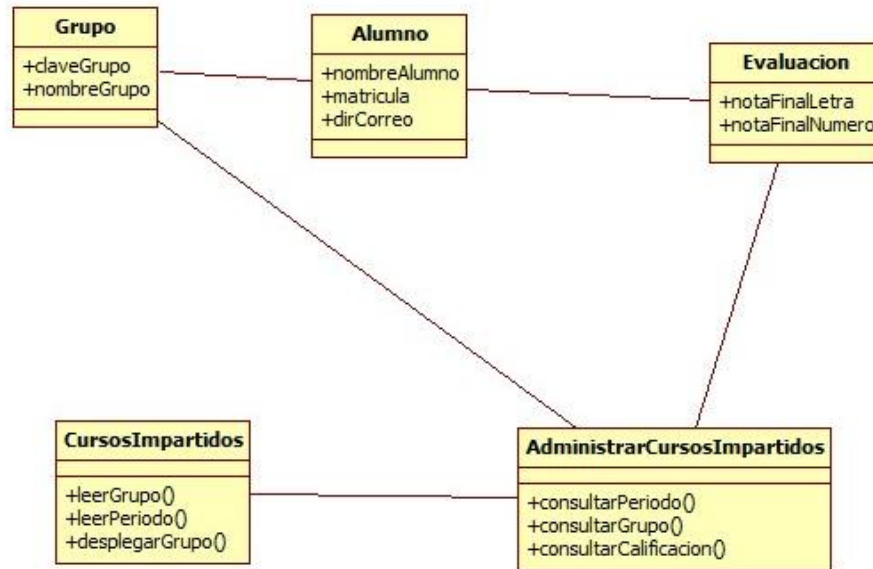 Grupo
+claveGrupo
+nombreGrupo
Alumno
+nombreAlumno
+matricula
+dirCorreo
Evaluacion
+notaFinalLetra
+notaFinalNumero
CursosImpartidos
+leerGrupo()
+leerPeriodo()
+desplegarGrupo()
AdministrarCursosImpartidos
+consultarPeriodo()
+consultarGrupo()
+consultarCalificacion()